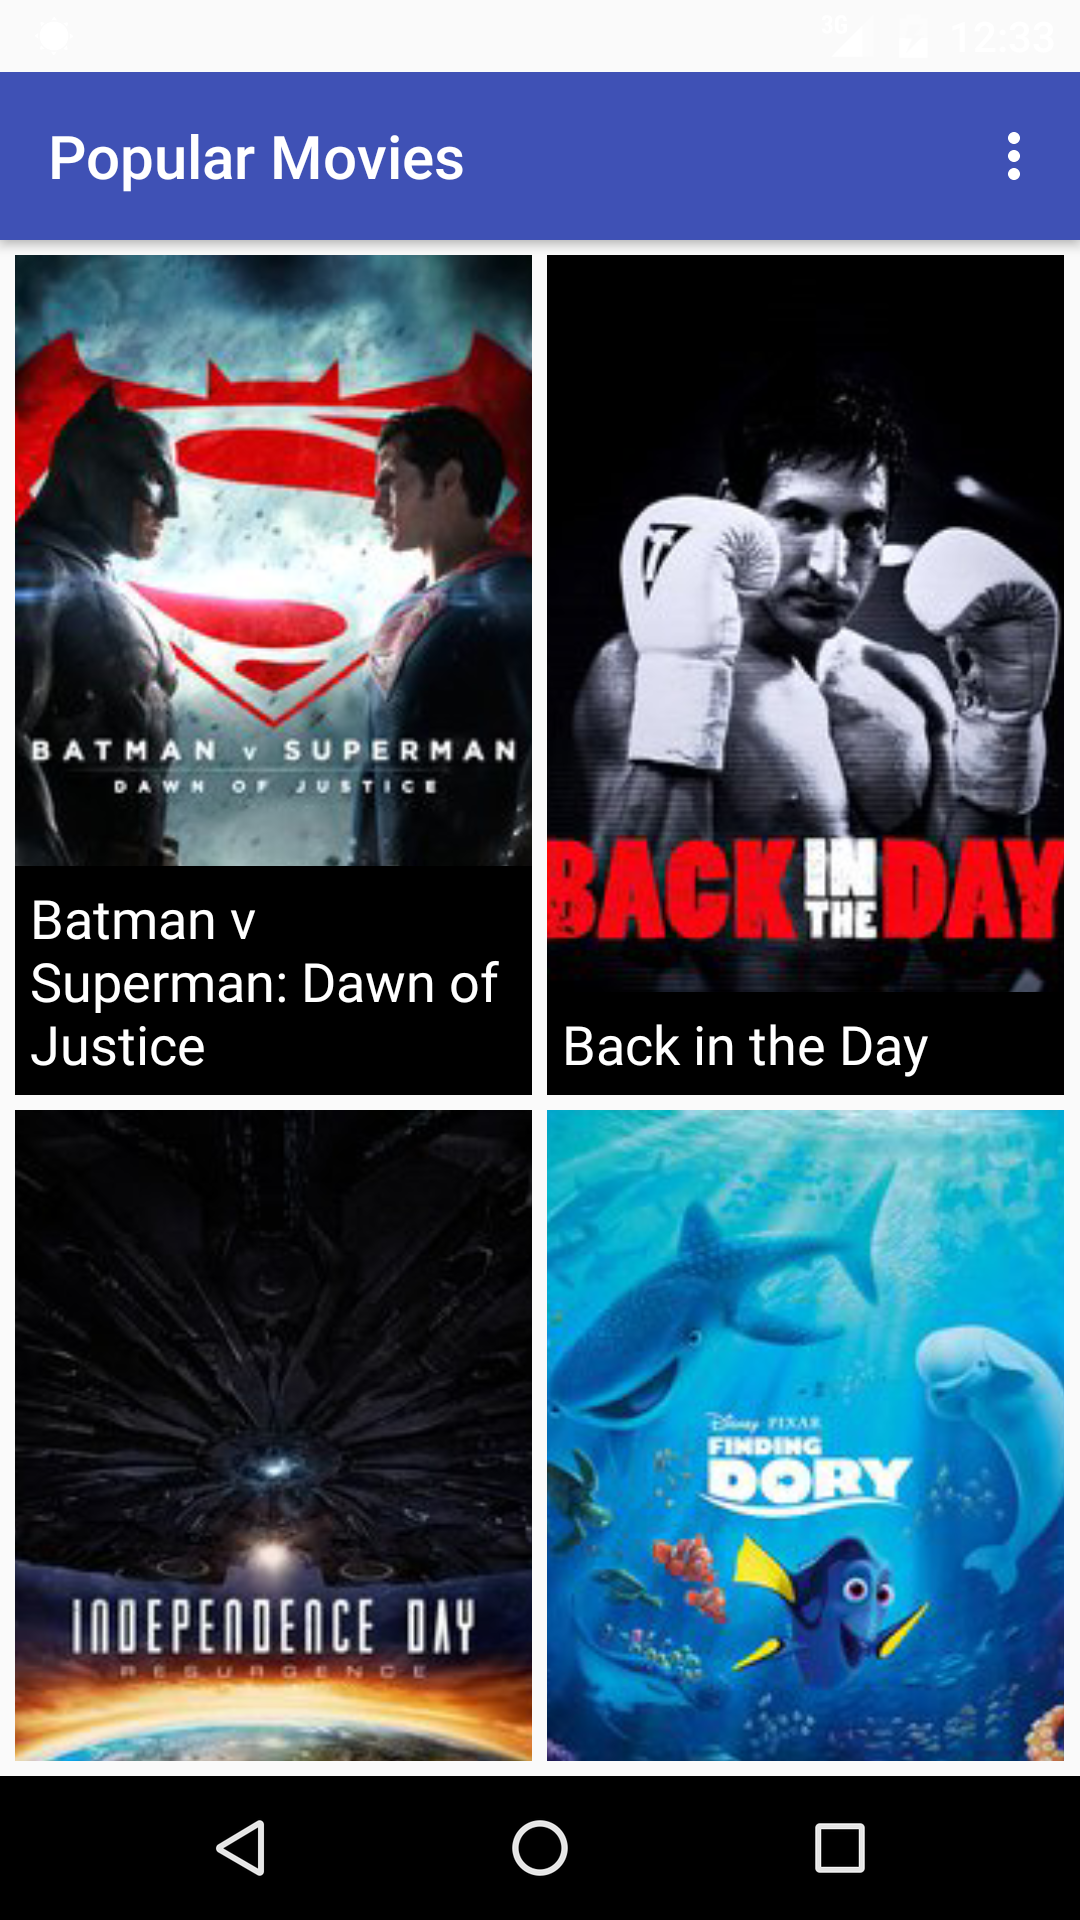 3G 12:33
Popular Movies
BATMAN v SUPERMAN
DAWN OF JUSTICE
Batman v
Superman: Dawn of
Justice
BACK IN THE DAY
Back in the Day
INDEPENDENCE DAY
RESURGENCE
Disney PIXAR
FINDING
DORY